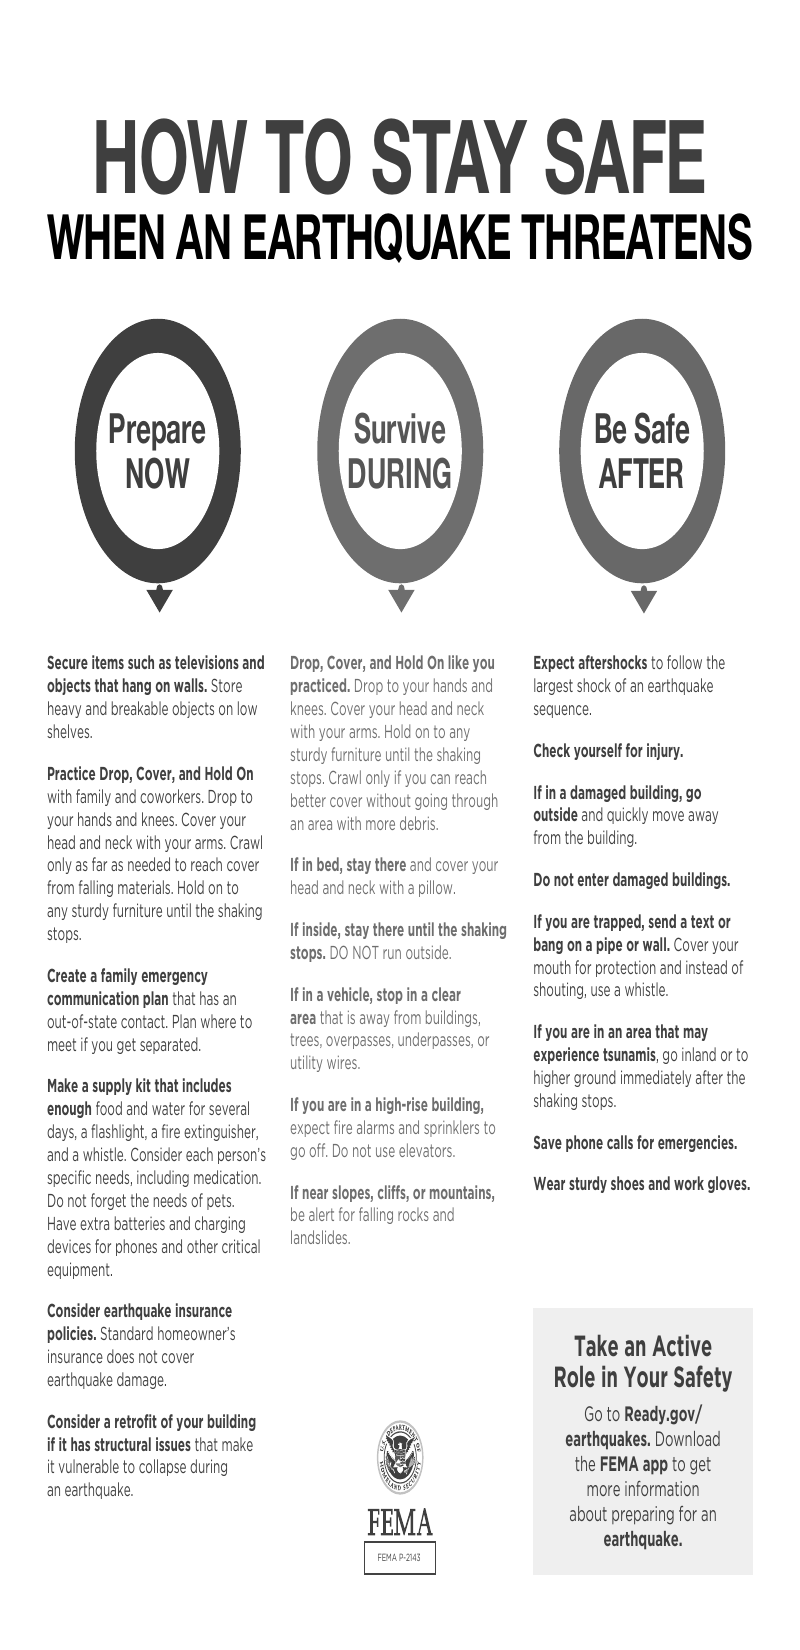 HOW TO STAY SAFE
WHEN AN EARTHQUAKE THREATENS
Prepare
NOW
Survive
DURING
Be Safe
AFTER
Secure items such as televisions and
objects that hang on walls. Store
heavy and breakable objects on low
shelves.
Practice Drop, Cover, and Hold On
with family and coworkers. Drop to
your hands and knees. Cover your
head and neck with your arms. Crawl
only as far as needed to reach cover
from falling materials. Hold on to
any sturdy furniture until the shaking
stops.
Create a family emergency
communication plan that has an
out-of-state contact. Plan where to
meet if you get separated.
Make a supply kit that includes
enough food and water for several
days, a flashlight, a fire extinguisher,
and a whistle. Consider each person's
specific needs, including medication.
Do not forget the needs of pets.
Have extra batteries and charging
devices for phones and other critical
equipment.
Consider earthquake insurance
policies. Standard homeowner's
insurance does not cover
earthquake damage.
Consider a retrofit of your building
if it has structural issues that make
it vulnerable to collapse during
an earthquake.
Drop, Cover, and Hold On like you
practiced. Drop to your hands and
knees. Cover your head and neck
with your arms. Hold on to any
sturdy furniture until the shaking
stops. Crawl only if you can reach
better cover without going through
an area with more debris.
If in bed, stay there and cover your
head and neck with a pillow.
If inside, stay there until the shaking
stops. DO NOT run outside.
If in a vehicle, stop in a clear
area that is away from buildings,
trees, overpasses, underpasses, or
utility wires.
If you are in a high-rise building,
expect fire alarms and sprinklers to
go off. Do not use elevators.
If near slopes, cliffs, or mountains,
be alert for falling rocks and
landslides.
U.S. DEPARTMENT OF
HOMELAND SECURITY
FEMA
FEMA P-2143
Expect aftershocks to follow the
largest shock of an earthquake
sequence.
Check yourself for injury.
If in a damaged building, go
outside and quickly move away
from the building.
Do not enter damaged buildings.
If you are trapped, send a text or
bang on a pipe or wall. Cover your
mouth for protection and instead of
shouting, use a whistle.
If you are in an area that may
experience tsunamis, go inland or to
higher ground immediately after the
shaking stops.
Save phone calls for emergencies.
Wear sturdy shoes and work gloves.
Take an Active
Role in Your Safety
Go to Ready.gov/
earthquakes. Download
the FEMA app to get
more information
about preparing for an
earthquake.